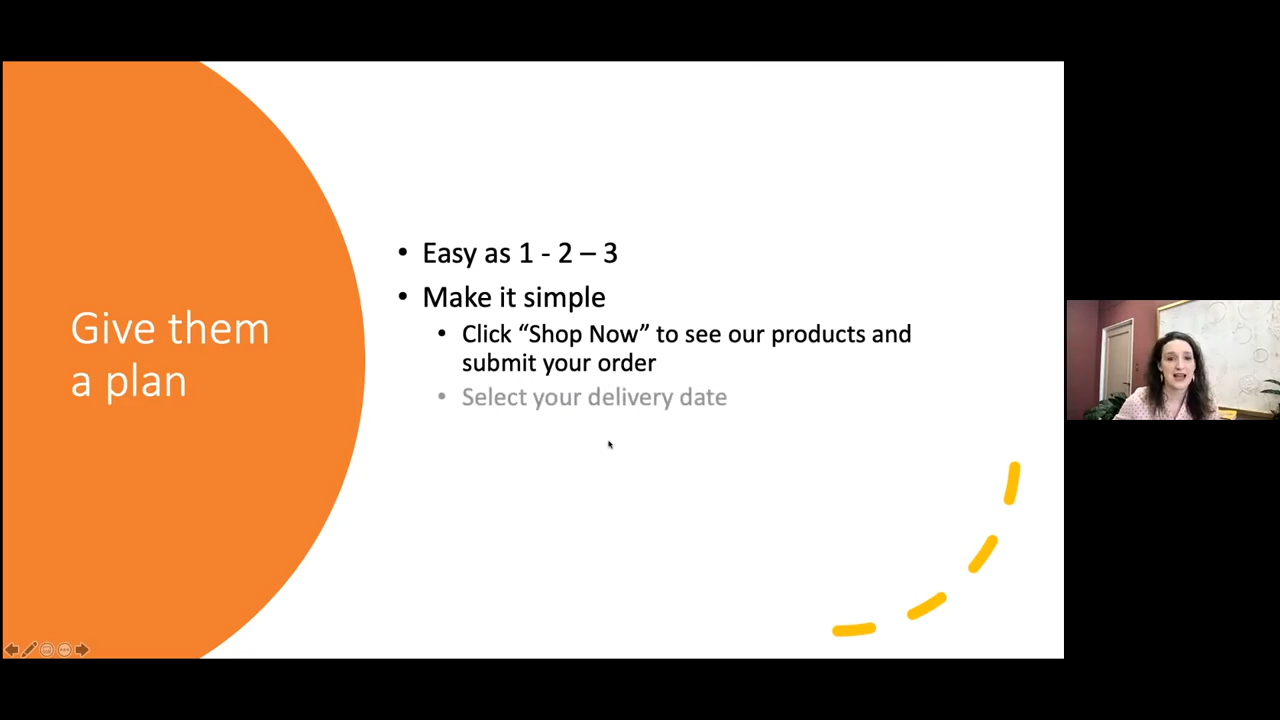 Give them
a plan
• Easy as 1 - 2 – 3
• Make it simple
• Click “Shop Now” to see our products and
submit your order
• Select your delivery date